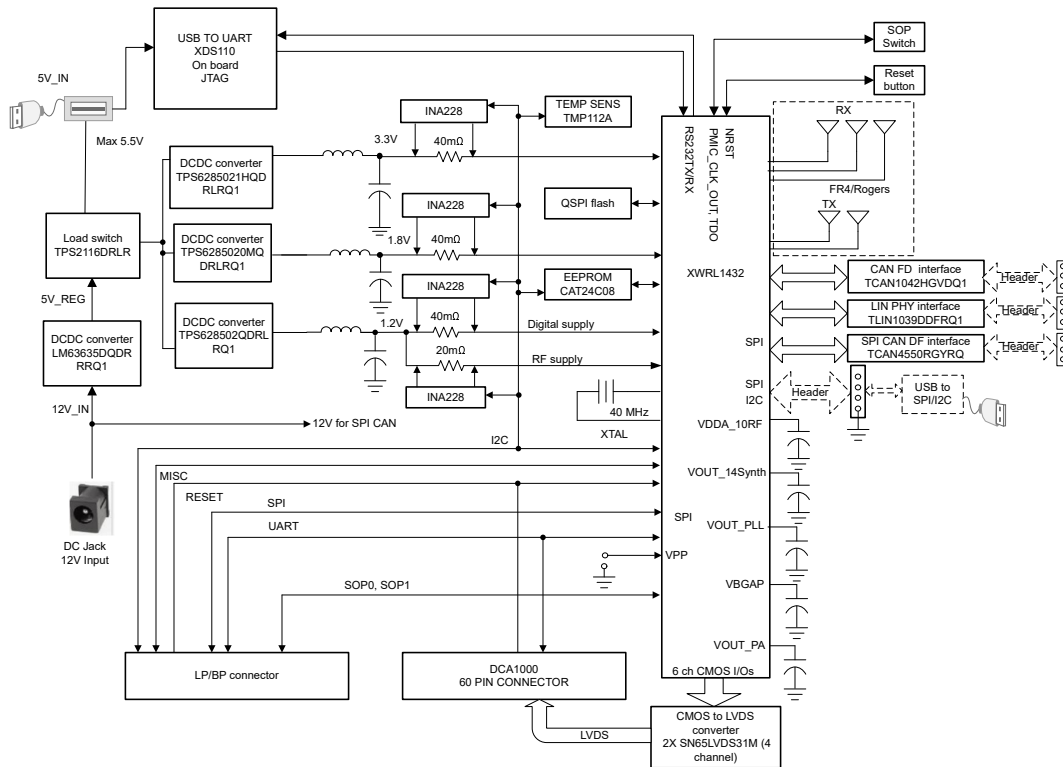 USB TO UART
XDS110
On board
JTAG
SOP
Switch
Reset
button
5V_IN
Max 5.5V
INA228
TEMP SENS
TMP112A
3.3V
40mΩ
DCDC converter
TPS6285021HQD
RLRQ1
RS232TX/RX
PMIC_CLK_OUT, TDO
NRST
RX
FR4/Rogers
TX
INA228
QSPI flash
Load switch
TPS2116DRLR
DCDC converter
TPS6285020MQ
DRLRQ1
1.8V
40mΩ
XWRL1432
INA228
EEPROM
CAT24C08
CAN FD interface
TCAN1042HGVDQ1
Header
5V_REG
DCDC converter
TPS628502QDRL
RQ1
1.2V
40mΩ
Digital supply
LIN PHY interface
TLIN1039DDFRQ1
Header
DCDC converter
LM63635DQDR
RRQ1
20mΩ
RF supply
SPI
SPI CAN DF interface
TCAN4550RGYRQ
Header
INA228
SPI
I2C
Header
USB to
SPI/I2C
12V_IN
12V for SPI CAN
40 MHz
XTAL
VDDA_10RF
I2C
MISC
VOUT_14Synth
RESET
SPI
SPI
UART
VOUT_PLL
DC Jack
12V Input
VPP
SOP0, SOP1
VBGAP
VOUT_PA
LP/BP connector
DCA1000
60 PIN CONNECTOR
6 ch CMOS I/Os
LVDS
CMOS to LVDS
converter
2X SN65LVDS31M (4
channel)